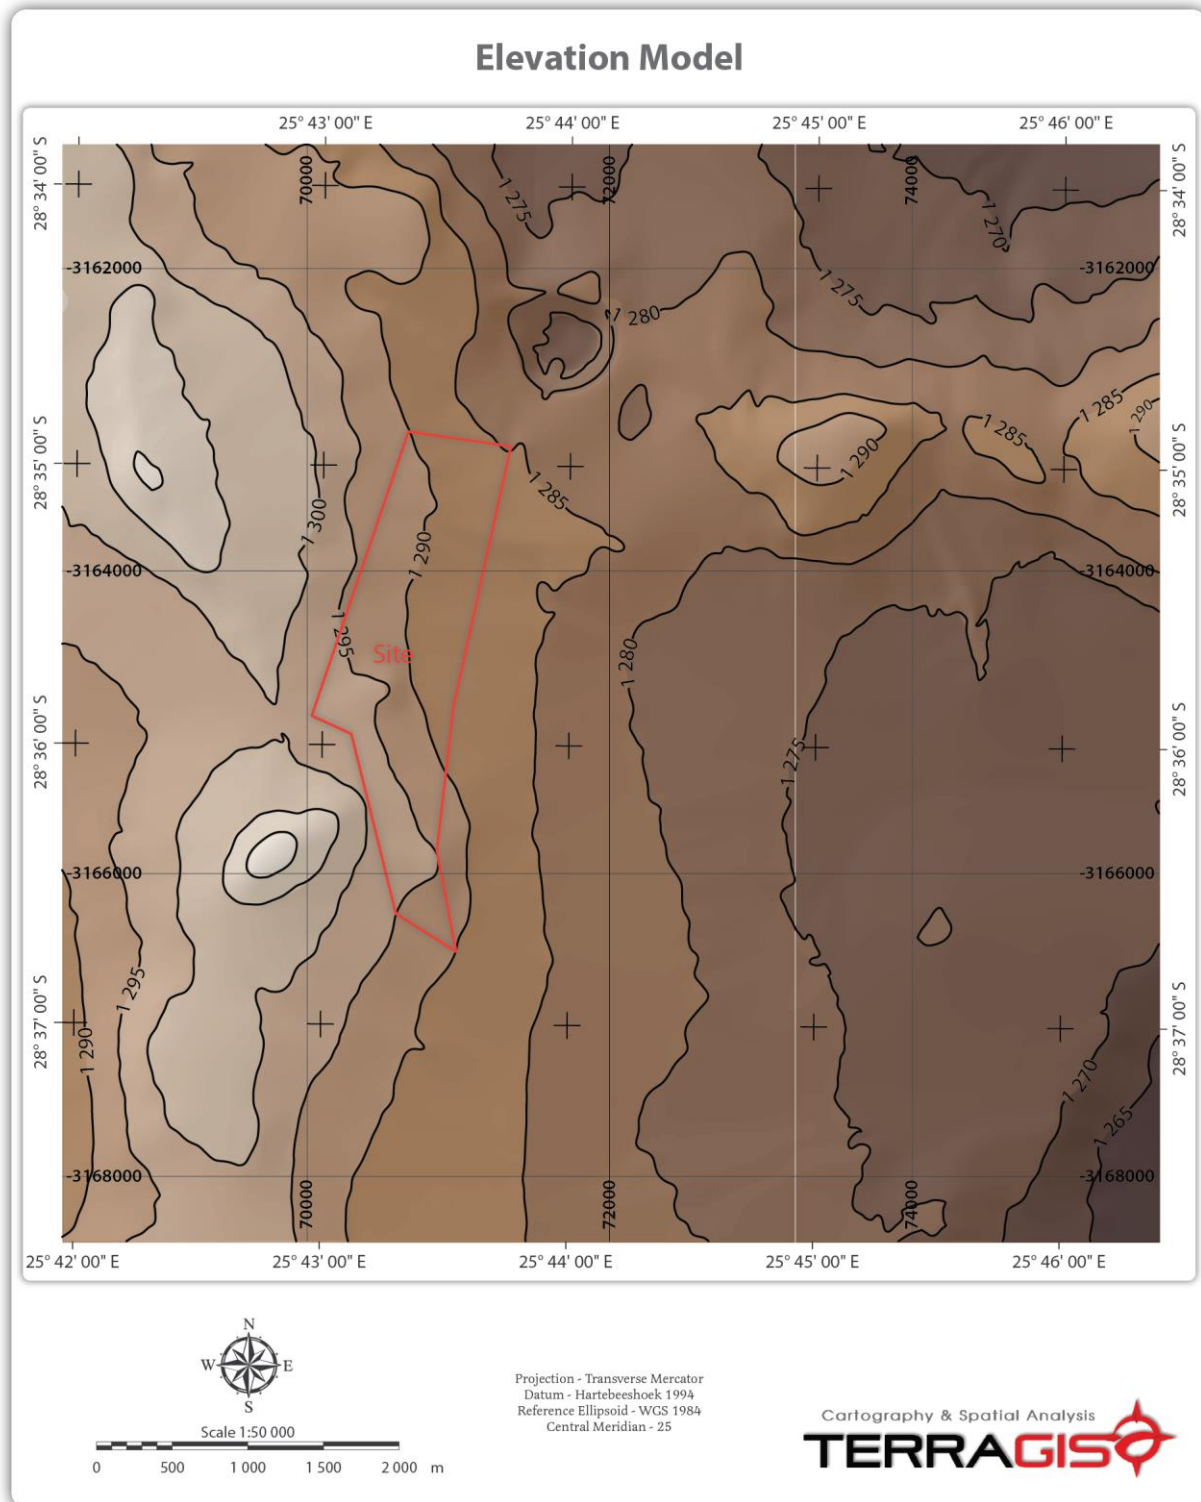 Elevation Model
25° 43' 00" E
25° 44' 00" E
25° 45' 00" E
25° 46' 00" E
28° 34' 00" S
28° 34' 00" S
70000
72000
74000
1 275
1 270
-3162000
-3162000
1 275
1 280
1 285
1 290
1 285
1 290
28° 35' 00" S
28° 35' 00" S
1 285
1 300
1 290
-3164000
-3164000
1 295
Site
1 280
28° 36' 00" S
28° 36' 00" S
1 275
-3166000
-3166000
1 295
28° 37' 00" S
28° 37' 00" S
1 290
1 270
1 265
-3168000
-3168000
70000
72000
74000
25° 42' 00" E
25° 43' 00" E
25° 44' 00" E
25° 45' 00" E
25° 46' 00" E
N
W
E
S
Scale 1:50 000
0 500 1 000 1 500 2 000 m
Projection - Transverse Mercator
Datum - Hartebeeshoek 1994
Reference Ellipsoid - WGS 1984
Central Meridian - 25
Cartography & Spatial Analysis
TERRAGIS